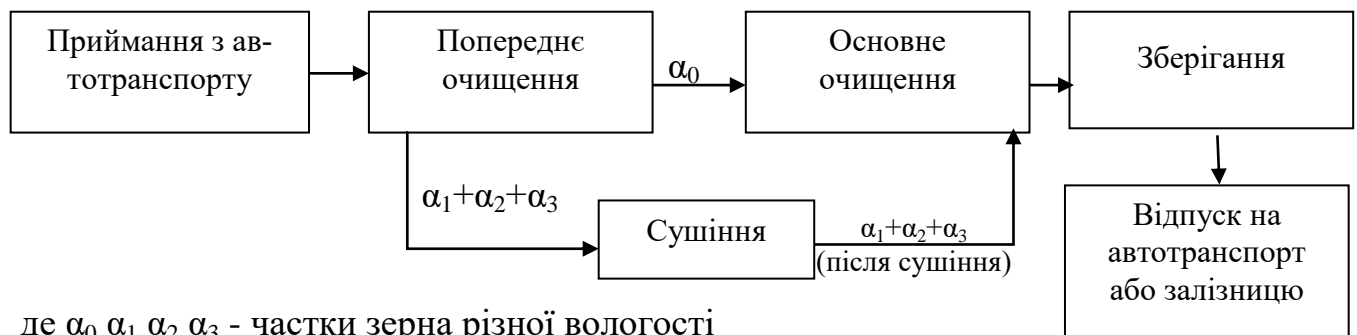 Приймання з ав-
тотранспорту
Попереднє
очищення
α₀
Основне
очищення
Зберігання
α₁+α₂+α₃
Сушіння
α₁+α₂+α₃
(після сушіння)
Відпуск на
автотранспорт
або залізницю
де α₀ α₁ α₂ α₃ - частки зерна різної вологості